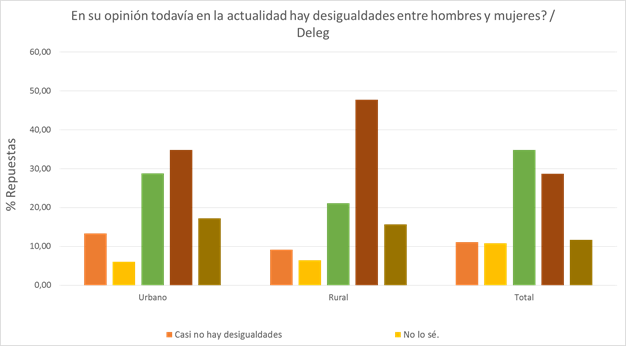 En su opinión todavía en la actualidad hay desigualdades entre hombres y mujeres? /
Deleg
60,00
50,00
40,00
30,00
20,00
10,00
0,00
% Repuestas
Urbano Rural Total
Casi no hay desigualdades No lo sé.